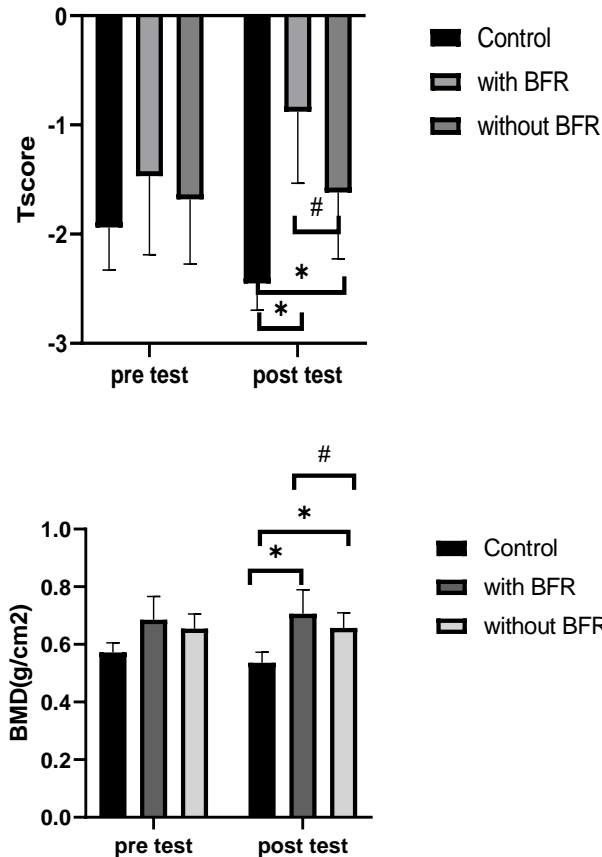 0
-1
-2
-3
Tscore
pre test
post test
#
*
*
Control
with BFR
without BFR
1.0
0.8
0.6
0.4
0.2
0.0
BMD(g/cm2)
pre test
post test
#
*
*
Control
with BFR
without BFR